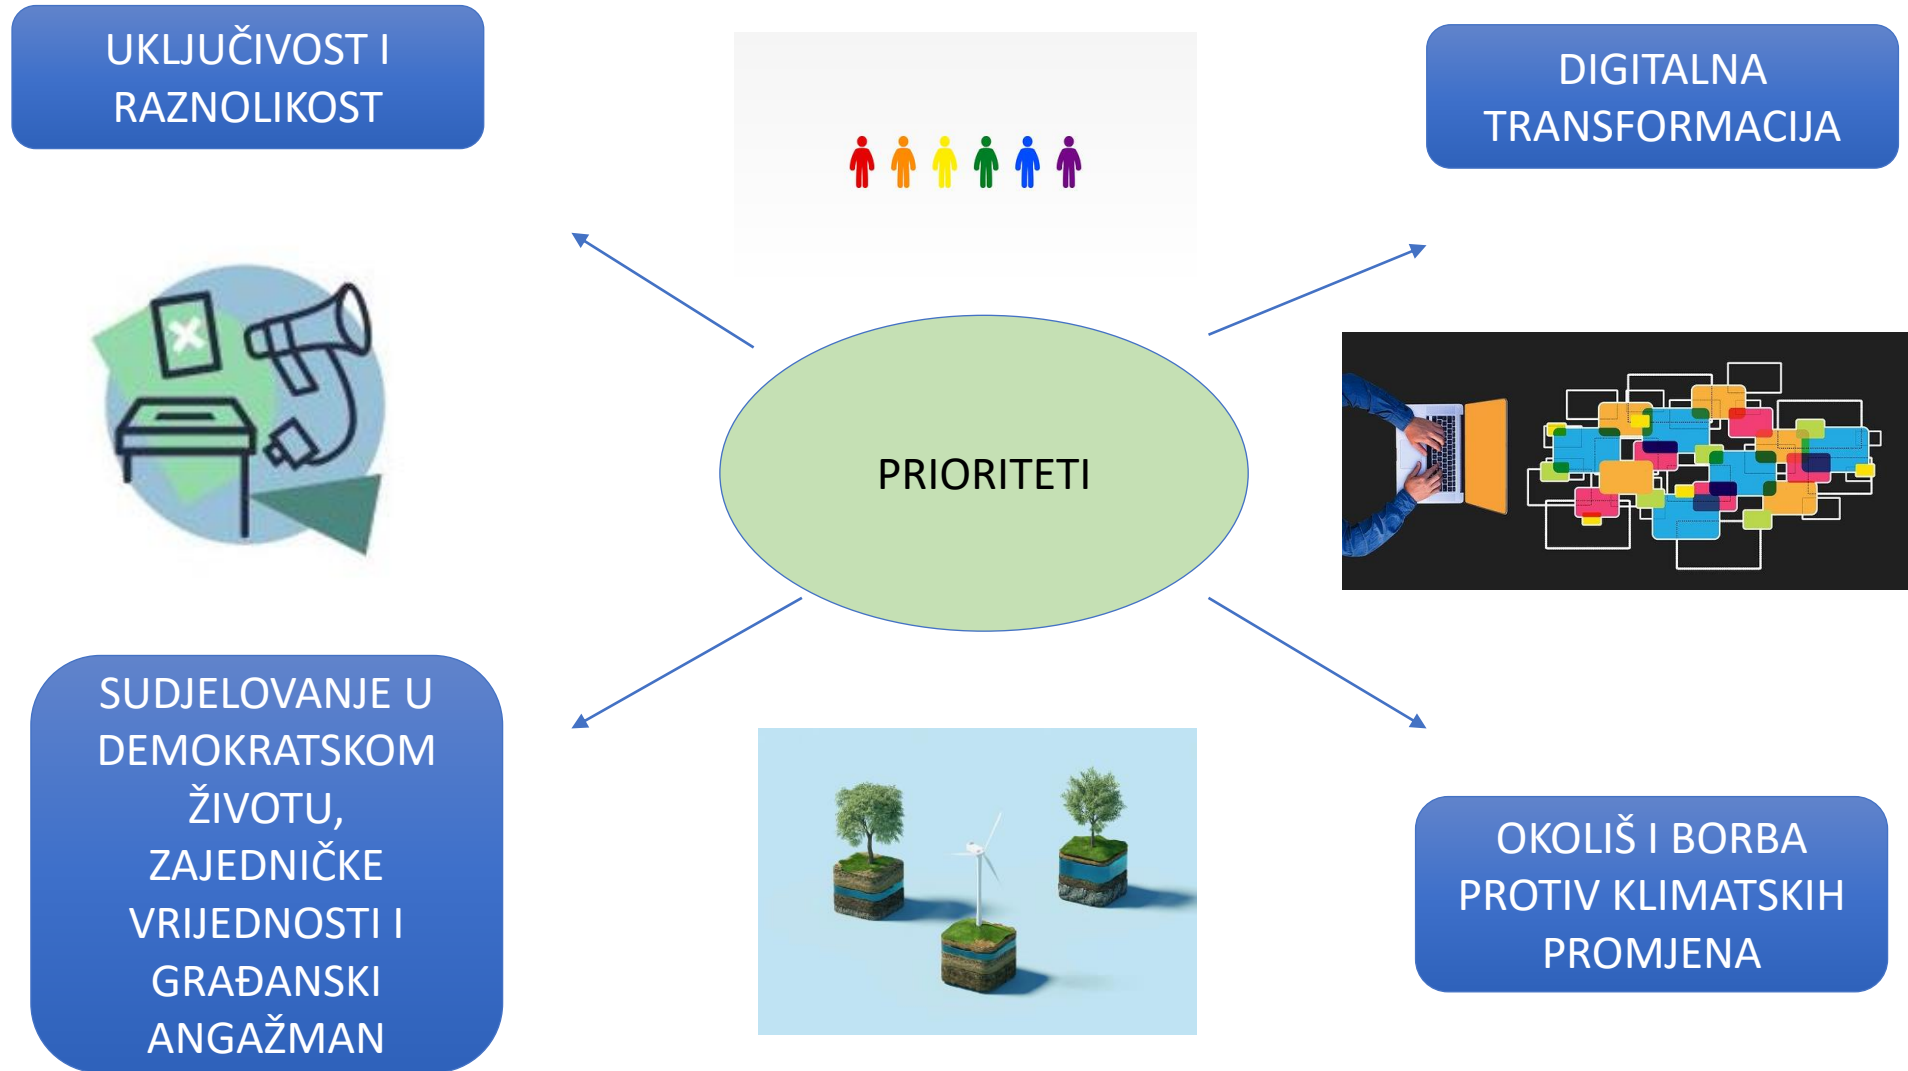 UKLJUČIVOST I
RAZNOLIKOST
DIGITALNA
TRANSFORMACIJA
PRIORITETI
SUDJELOVANJE U
DEMOKRATSKOM
ŽIVOTU,
ZAJEDNIČKE
VRIJEDNOSTI I
GRAĐANSKI
ANGAŽMAN
OKOLIŠ I BORBA
PROTIV KLIMATSKIH
PROMJENA